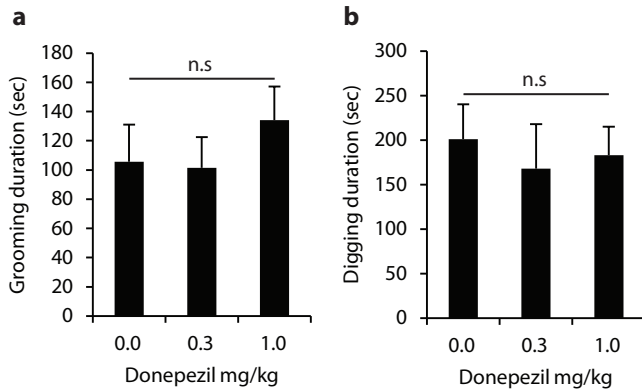 a
Grooming duration (sec)
180
160
140
120
100
80
60
40
20
0
n.s
0.0 0.3 1.0
Donepezil mg/kg
b
Digging duration (sec)
300
250
200
150
100
50
0
n.s
0.0 0.3 1.0
Donepezil mg/kg